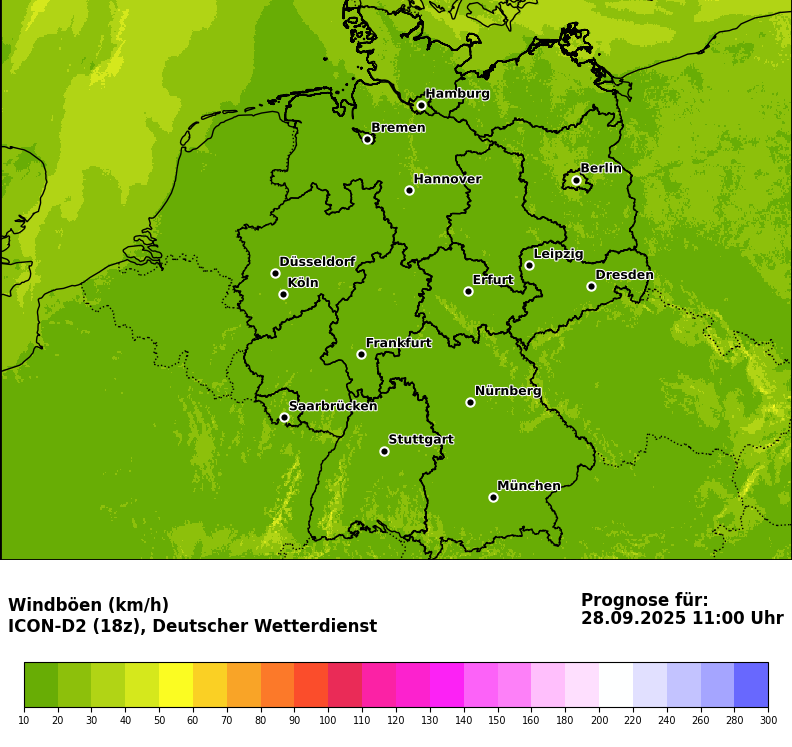 Hamburg
Bremen
Berlin
Hannover
Leipzig
Düsseldorf
Dresden
Erfurt
Köln
Frankfurt
Nürnberg
Saarbrücken
Stuttgart
München
Windböen (km/h)
ICON-D2 (18z), Deutscher Wetterdienst
Prognose für:
28.09.2025 11:00 Uhr
10 20 30 40 50 60 70 80 90 100 110 120 130 140 150 160 180 200 220 240 260 280 300